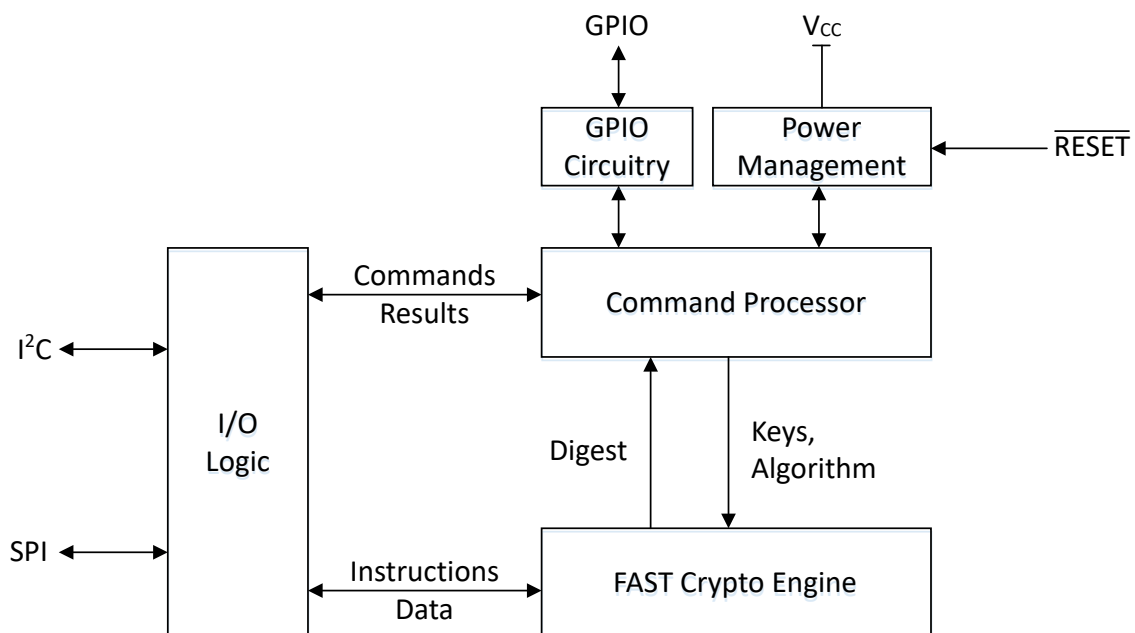 GPIO
VCC
GPIO
Circuitry
Power
Management
RESET
Commands
Results
Command Processor
I²C
I/O
Logic
Digest
Keys,
Algorithm
SPI
Instructions
Data
FAST Crypto Engine